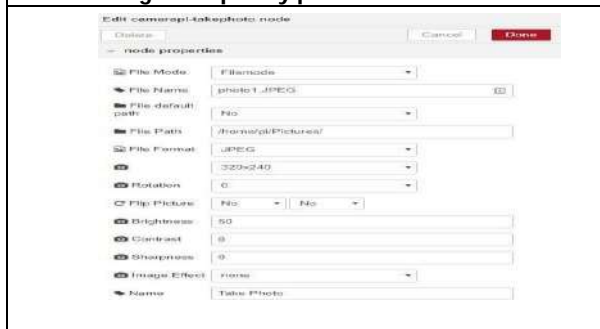 Edit camerapi-takephoto node
Delete Cancel Done
node properties
File Mode Filemode
File Name photo1.JPEG
File default
path No
File Path /home/pi/Pictures/
File Format JPEG
320x240
Rotation 0
Flip Picture No No
Brightness 50
Contrast 0
Sharpness 0
Image Effect none
Name Take Photo